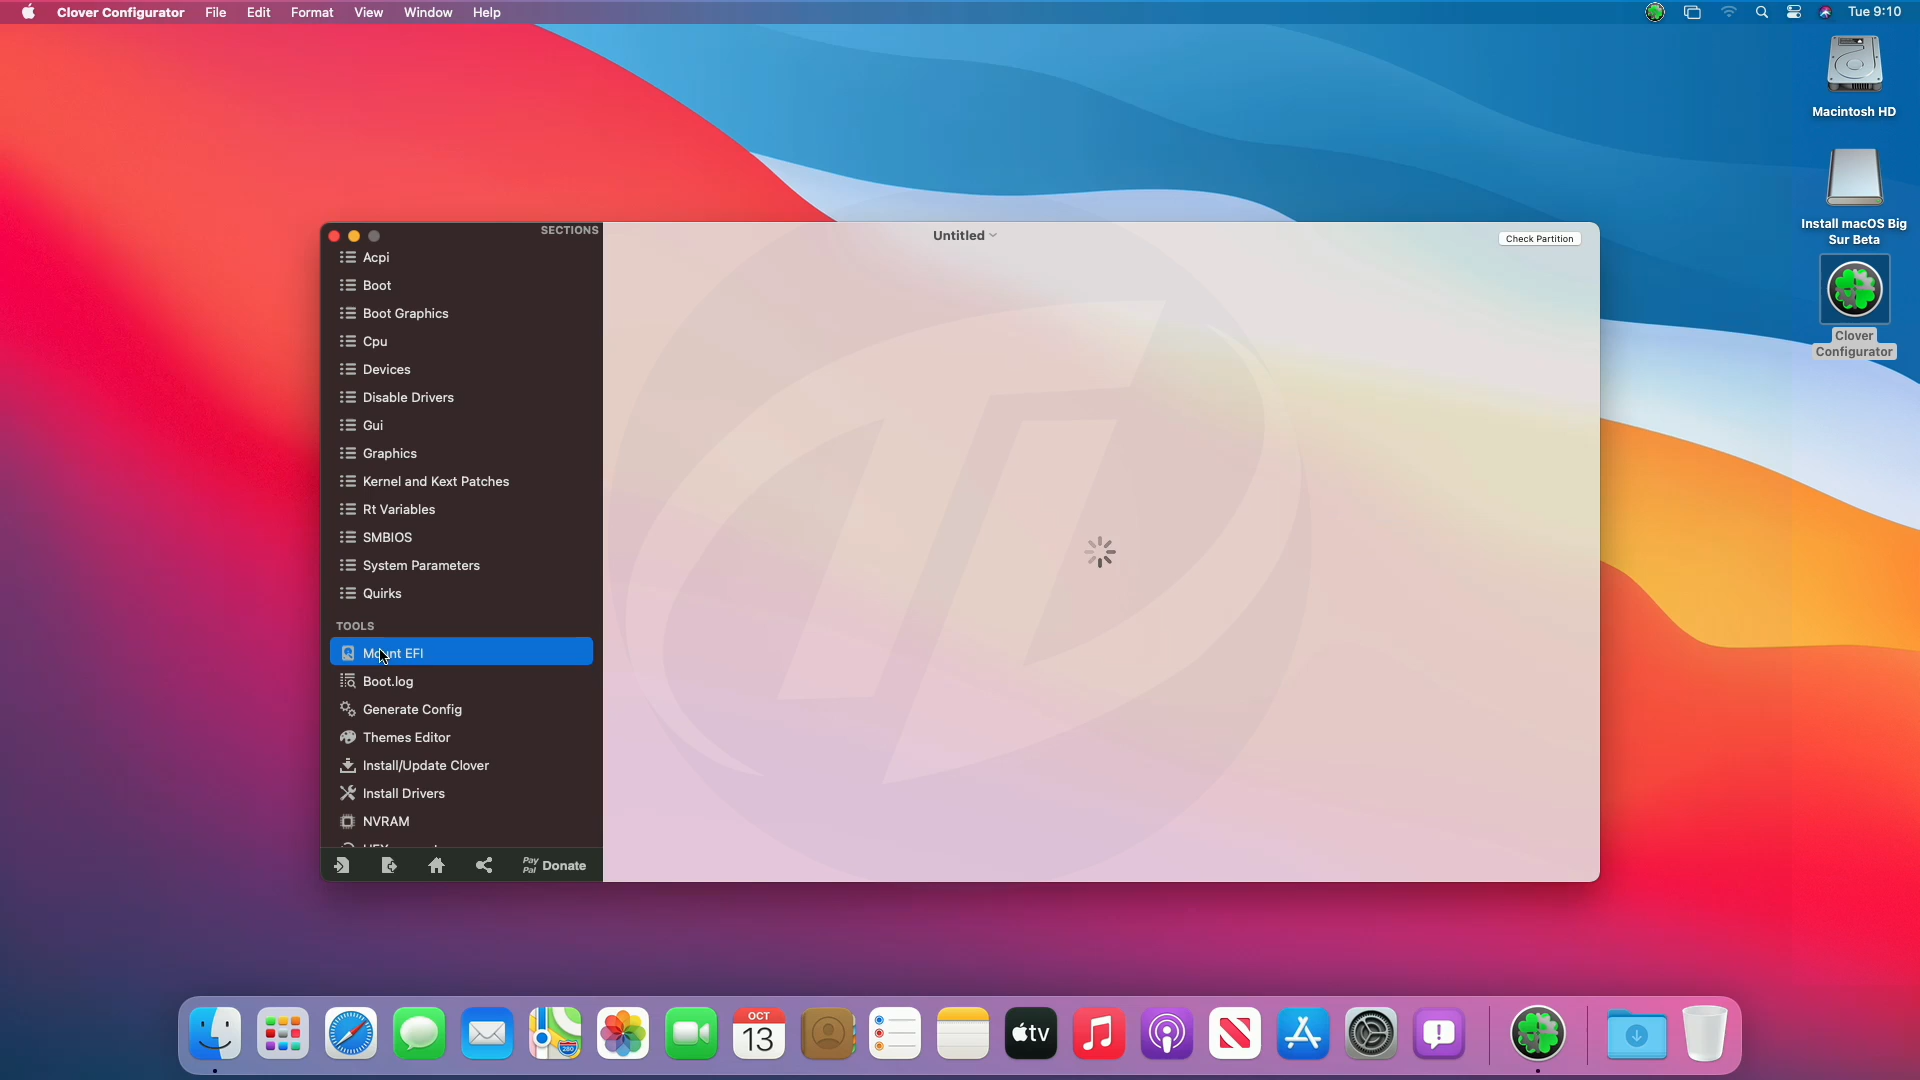 Clover Configurator File Edit Format View Window Help
Tue 9:10
Macintosh HD
Install macOS Big
Sur Beta
Clover
Configurator
SECTIONS
Untitled
Check Partition
Acpi
Boot
Boot Graphics
Cpu
Devices
Disable Drivers
Gui
Graphics
Kernel and Kext Patches
Rt Variables
SMBIOS
System Parameters
Quirks
TOOLS
Mount EFI
Boot.log
Generate Config
Themes Editor
Install/Update Clover
Install Drivers
NVRAM
Pay
Pal
Donate
280
OCT
13
tv